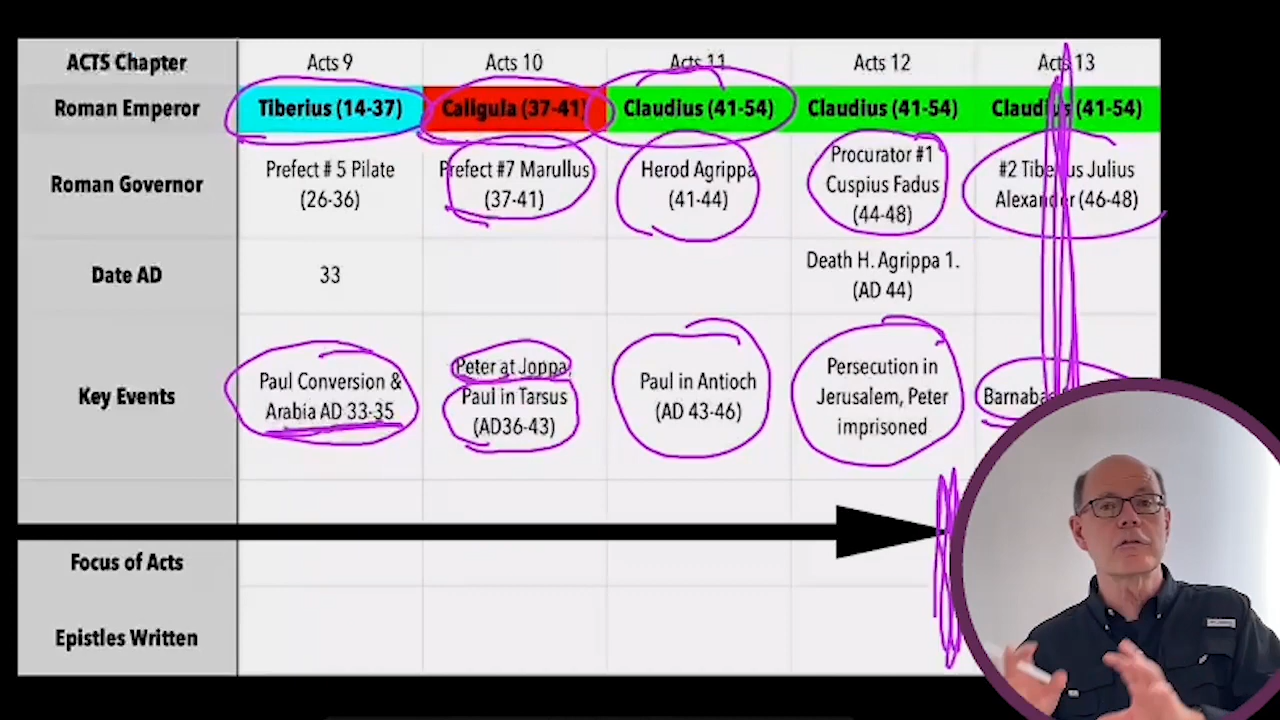 ACTS Chapter Acts 9 Acts 10 Acts 11 Acts 12 Acts 13
Roman Emperor Tiberius (14-37) Caligula (37-41) Claudius (41-54) Claudius (41-54) Claudius (41-54)
Roman Governor
Prefect # 5 Pilate
(26-36)
Prefect #7 Marullus
(37-41)
Herod Agrippa
(41-44)
Procurator #1
Cuspius Fadus
(44-48)
#2 Tiberius Julius
Alexander (46-48)
Date AD
33
Death H. Agrippa 1.
(AD 44)
Key Events
Paul Conversion &
Arabia AD 33-35
Peter at Joppa,
Paul in Tarsus
(AD36-43)
Paul in Antioch
(AD 43-46)
Persecution in
Jerusalem, Peter
imprisoned
Barnabas
Focus of Acts
Epistles Written